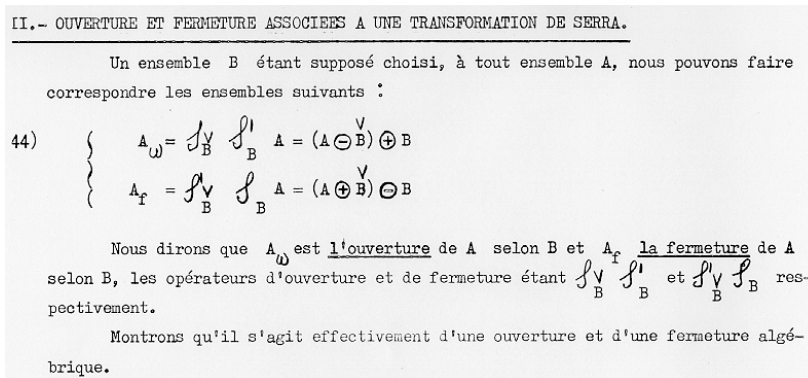 II.- OUVERTURE ET FERMETURE ASSOCIEES A UNE TRANSFORMATION DE SERRA.
Un ensemble B étant supposé choisi, à tout ensemble A, nous pouvons faire
correspondre les ensembles suivants :
44) { A_ω = 𝒮_B̌ 𝒮'_B A = (A ⊖ B̌) ⊕ B
A_f = 𝒮'_B̌ 𝒮_B A = (A ⊕ B̌) ⊖ B
Nous dirons que A_ω est l'ouverture de A selon B et A_f la fermeture de A
selon B, les opérateurs d'ouverture et de fermeture étant 𝒮_B̌ 𝒮'_B et 𝒮'_B̌ 𝒮_B res-
pectivement.
Montrons qu'il s'agit effectivement d'une ouverture et d'une fermeture algé-
brique.